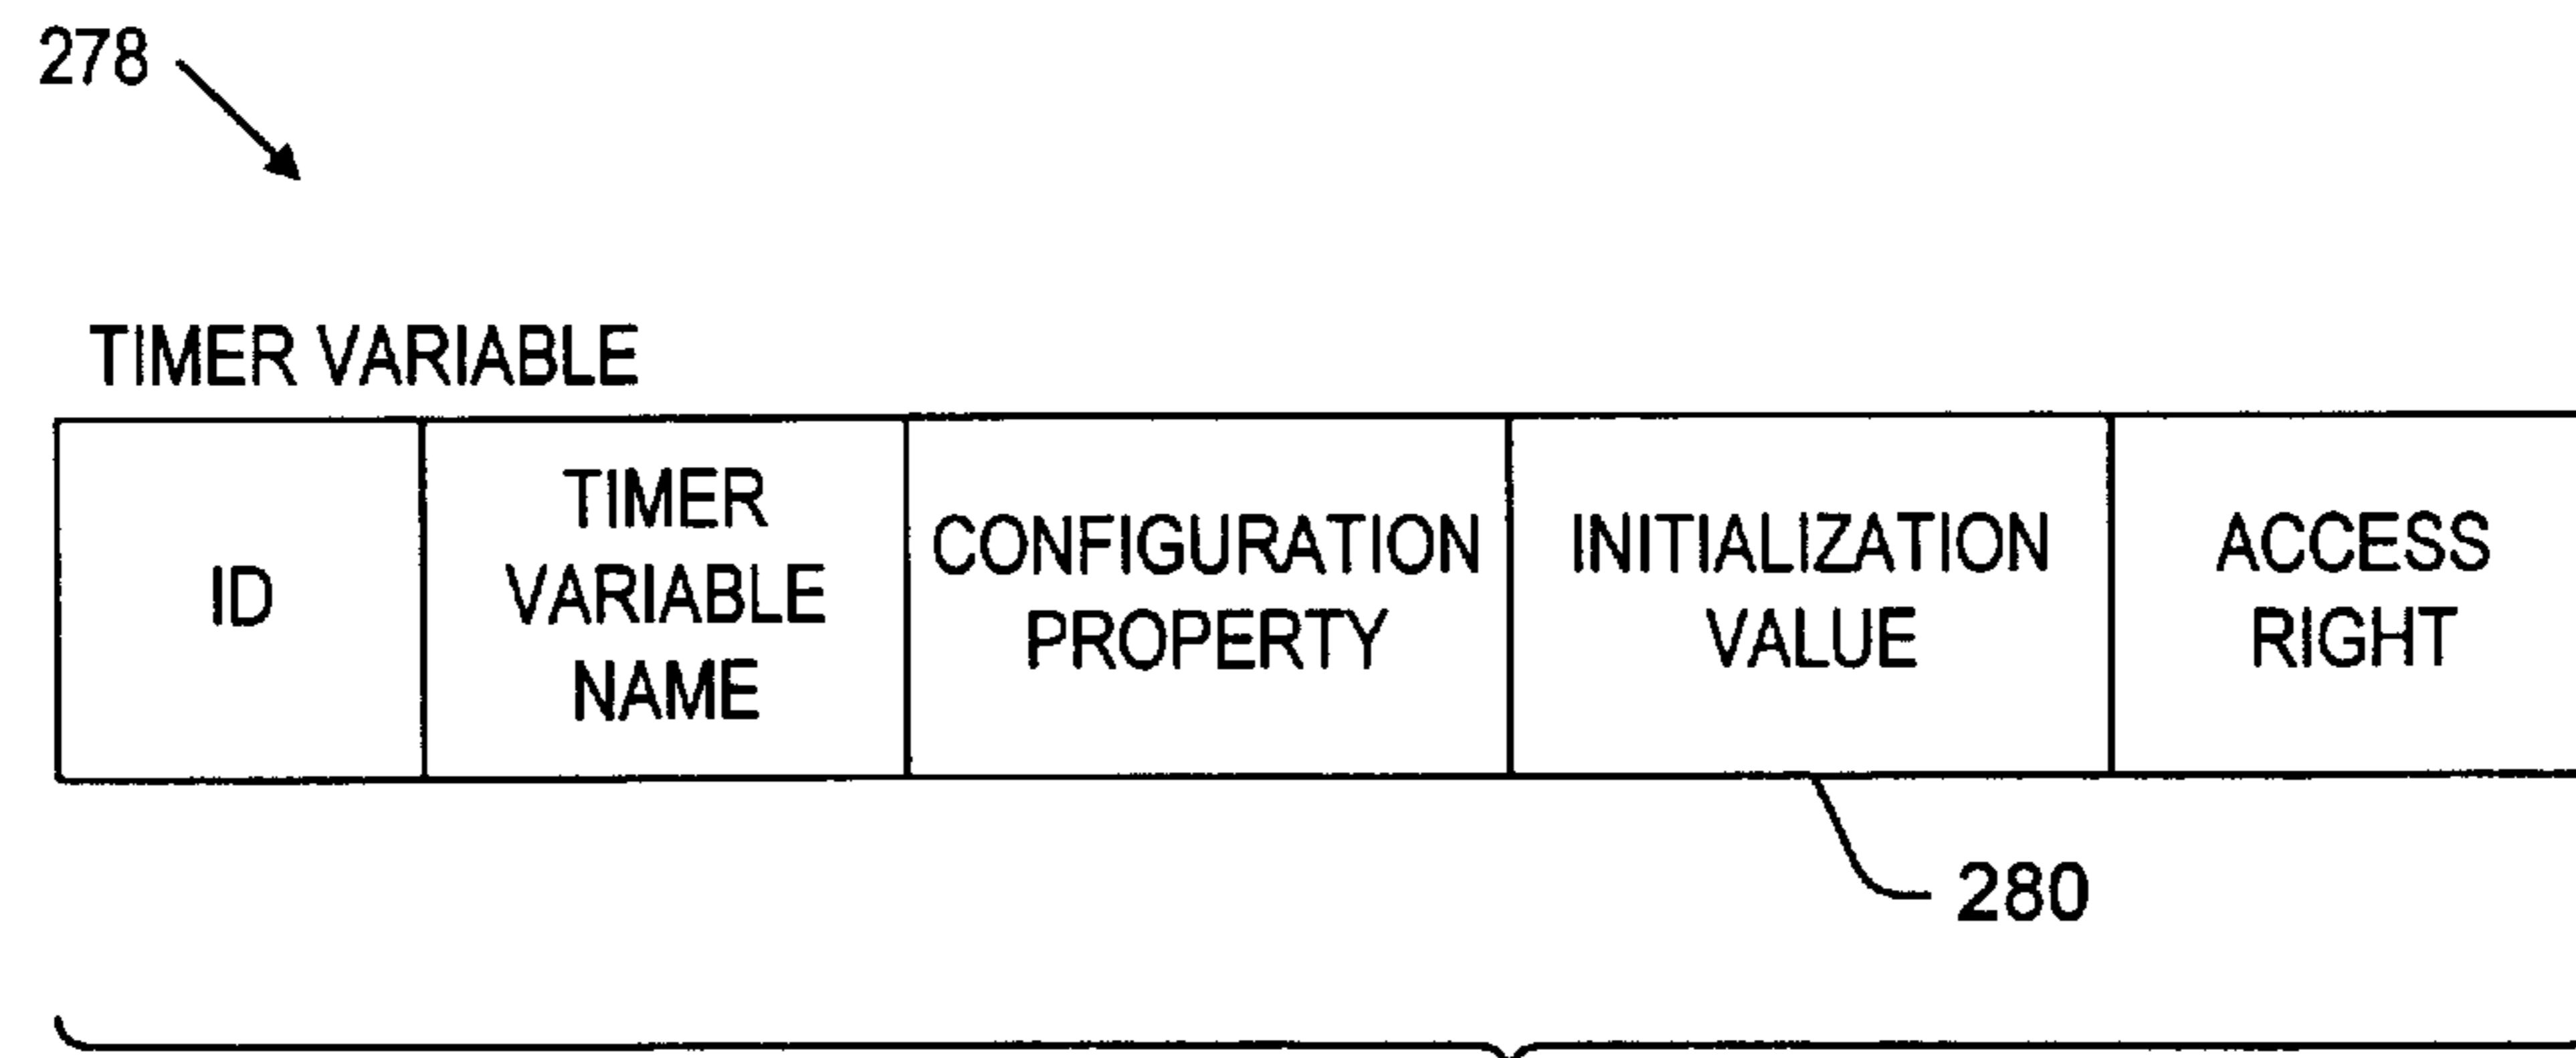 278
TIMER VARIABLE
ID
TIMER
VARIABLE
NAME
CONFIGURATION
PROPERTY
INITIALIZATION
VALUE
ACCESS
RIGHT
280